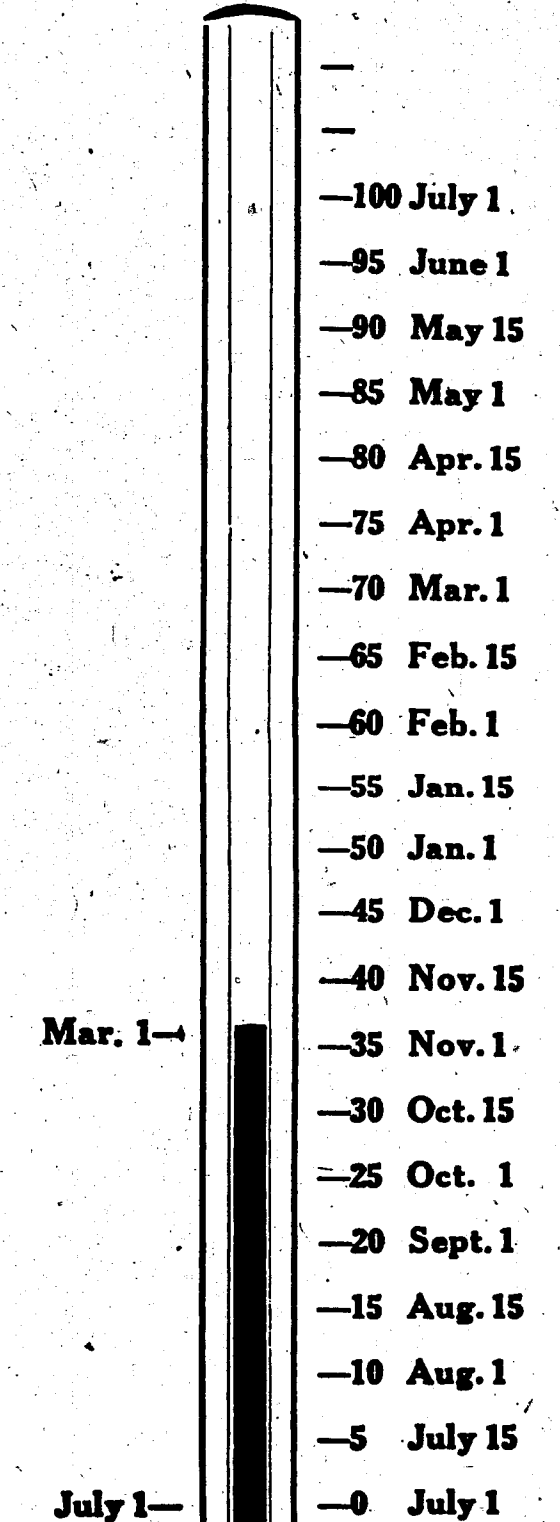 —
—
—100 July 1
—95 June 1
—90 May 15
—85 May 1
—80 Apr. 15
—75 Apr. 1
—70 Mar. 1
—65 Feb. 15
—60 Feb. 1
—55 Jan. 15
—50 Jan. 1
—45 Dec. 1
—40 Nov. 15
Mar. 1—
—35 Nov. 1
—30 Oct. 15
—25 Oct. 1
—20 Sept. 1
—15 Aug. 15
—10 Aug. 1
—5 July 15
July 1— —0 July 1